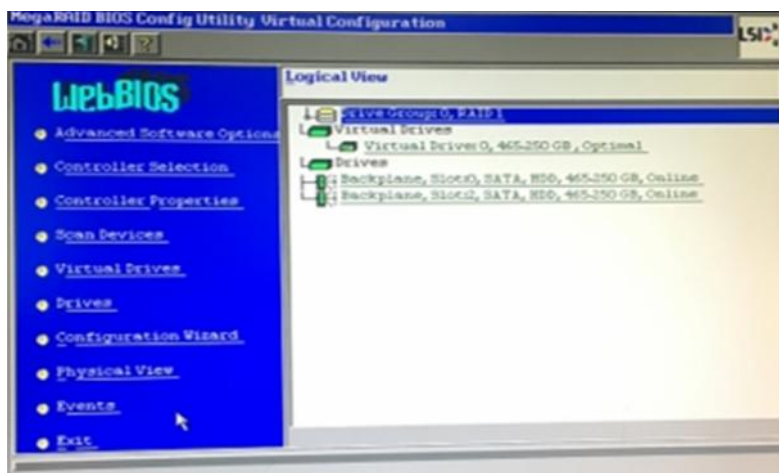 MegaRAID BIOS Config Utility Virtual Configuration
LSI
WebBIOS
Advanced Software Options
Controller Selection
Controller Properties
Scan Devices
Virtual Drives
Drives
Configuration Wizard
Physical View
Events
Exit
Logical View
Drive Group: 0, RAID 1
Virtual Drives
Virtual Drive: 0, 465.250 GB, Optimal
Drives
Backplane, Slot: 0, SATA, HDD, 465.250 GB, Online
Backplane, Slot: 2, SATA, HDD, 465.250 GB, Online